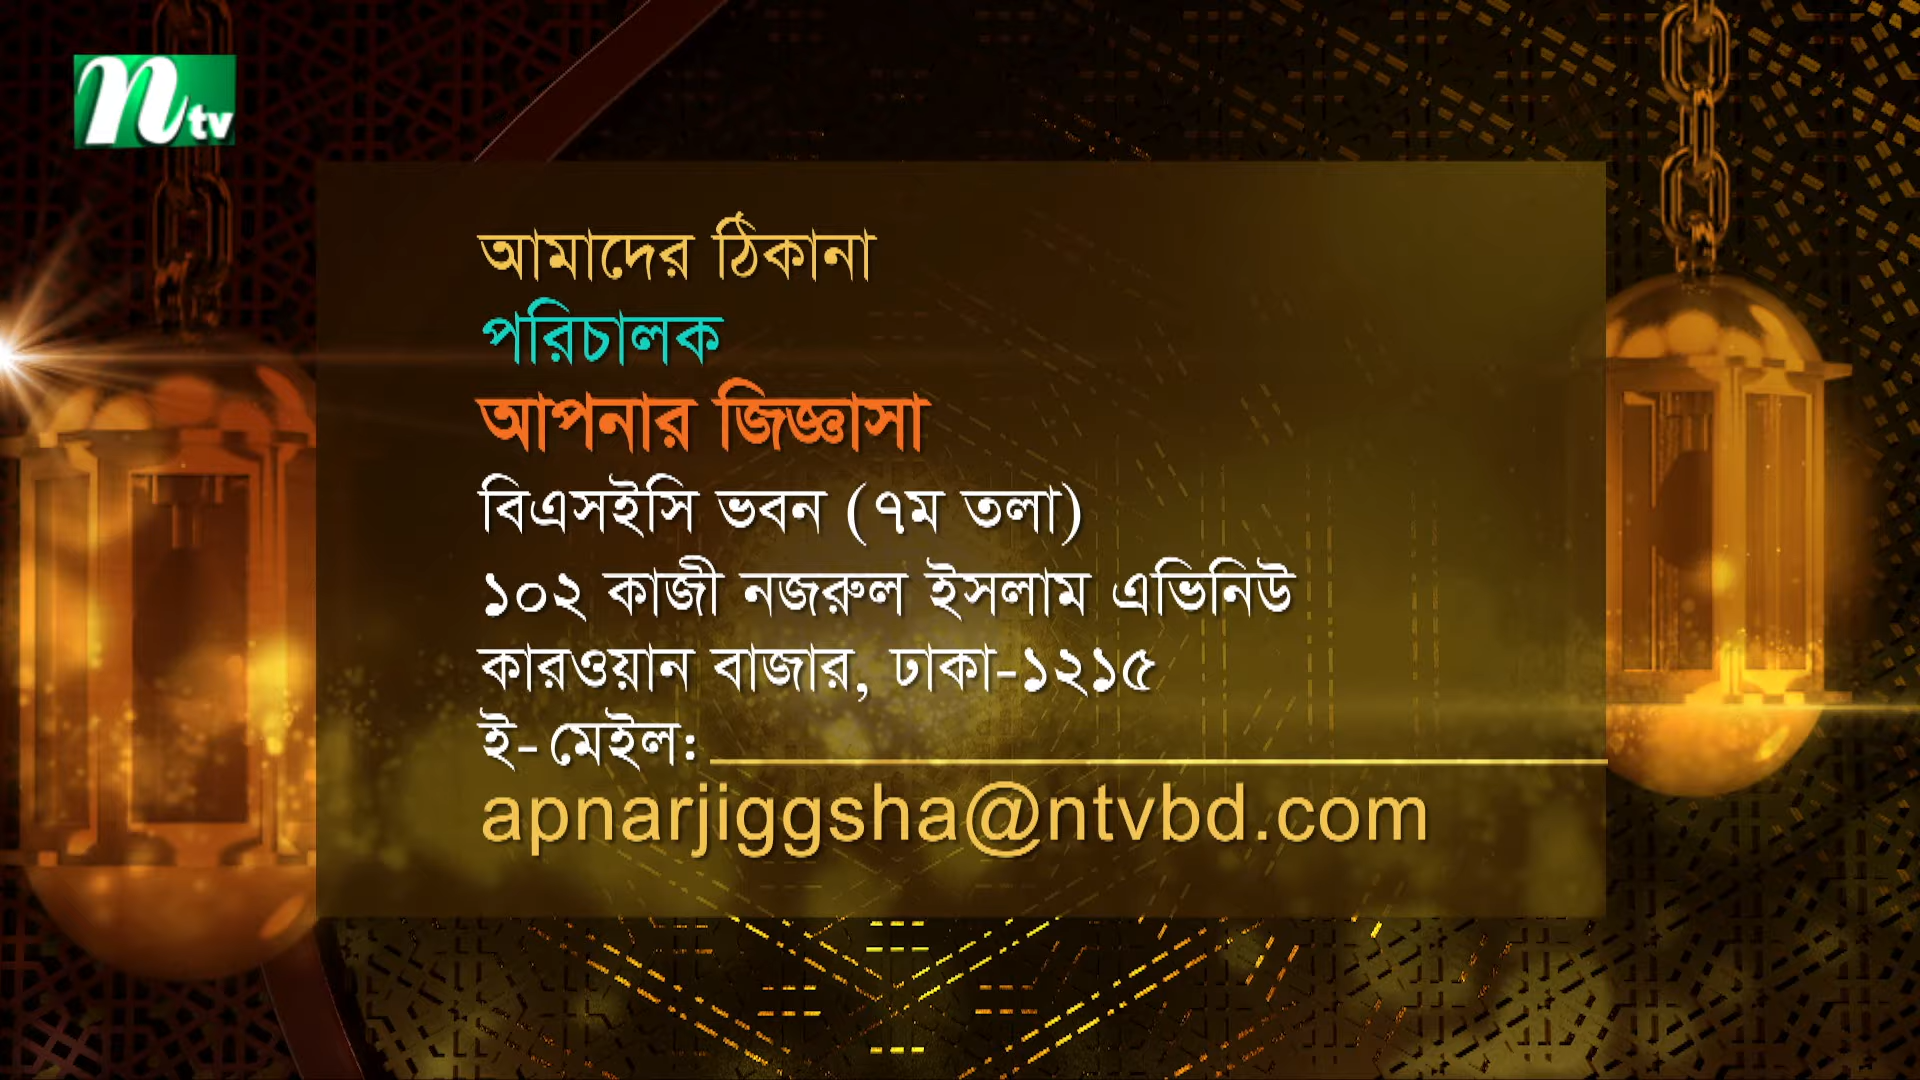 ntv
আমাদের ঠিকানা
পরিচালক
আপনার জিজ্ঞাসা
বিএসইসি ভবন (৭ম তলা)
১০২ কাজী নজরুল ইসলাম এভিনিউ
কারওয়ান বাজার, ঢাকা-১২১৫
ই-মেইল:
apnarjiggsha@ntvbd.com